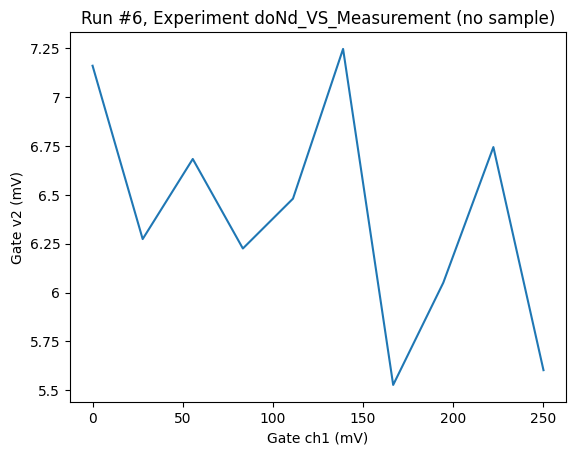 Run #6, Experiment doNd_VS_Measurement (no sample)
7.25
7
6.75
6.5
6.25
6
5.75
5.5
Gate v2 (mV)
0 50 100 150 200 250
Gate ch1 (mV)